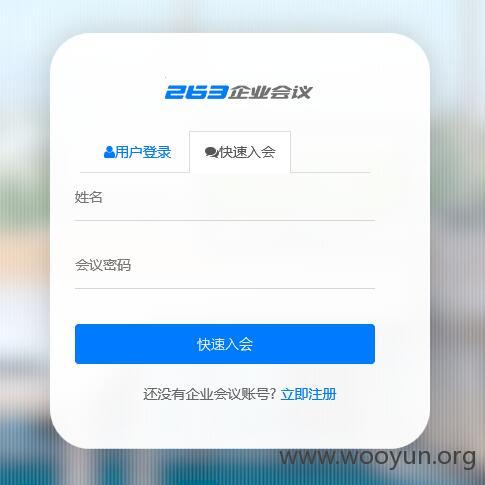 263企业会议
用户登录 快速入会
姓名
会议密码
快速入会
还没有企业会议账号? 立即注册
www.wooyun.org